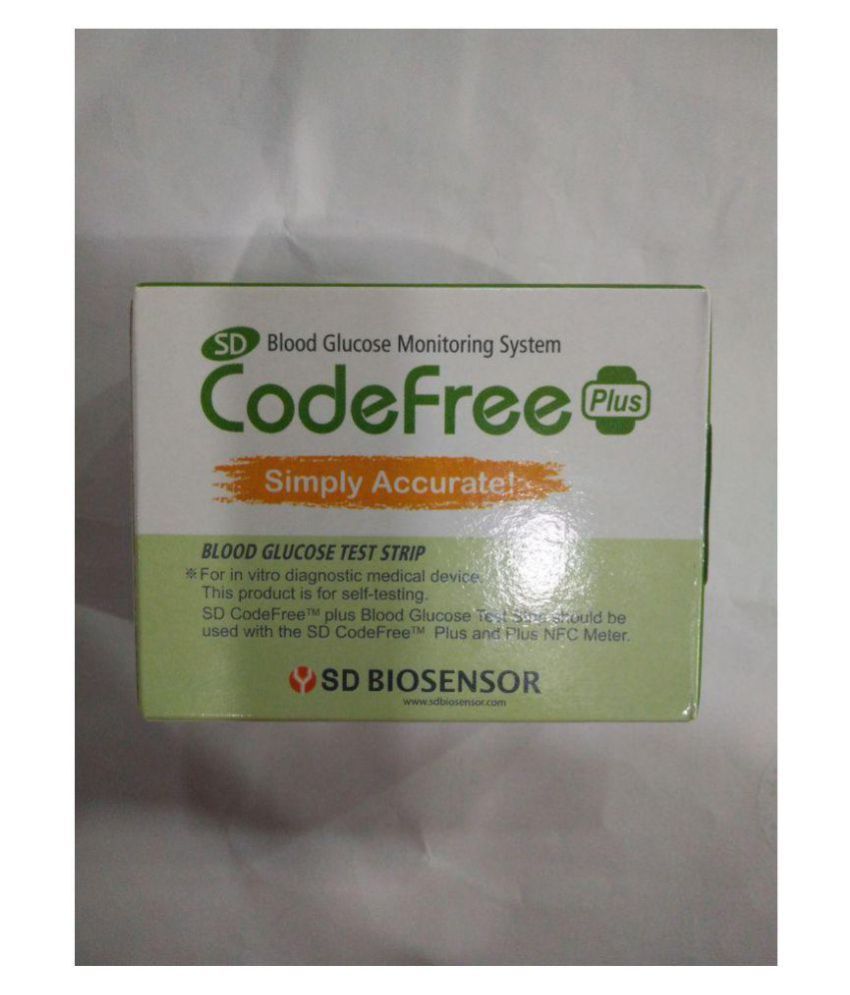 SD Blood Glucose Monitoring System
CodeFree Plus
Simply Accurate!
BLOOD GLUCOSE TEST STRIP
※For in vitro diagnostic medical device.
This product is for self-testing.
SD CodeFree™ plus Blood Glucose Test should be
used with the SD CodeFree™ Plus and Plus NFC Meter.
SD BIOSENSOR
www.sdbiosensor.com